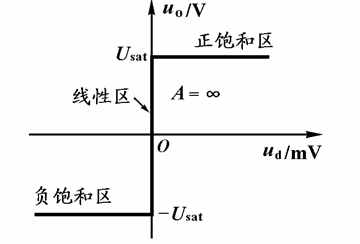 u_o/V
正饱和区
U_sat
线性区
A = ∞
O
u_d/mV
负饱和区
−U_sat